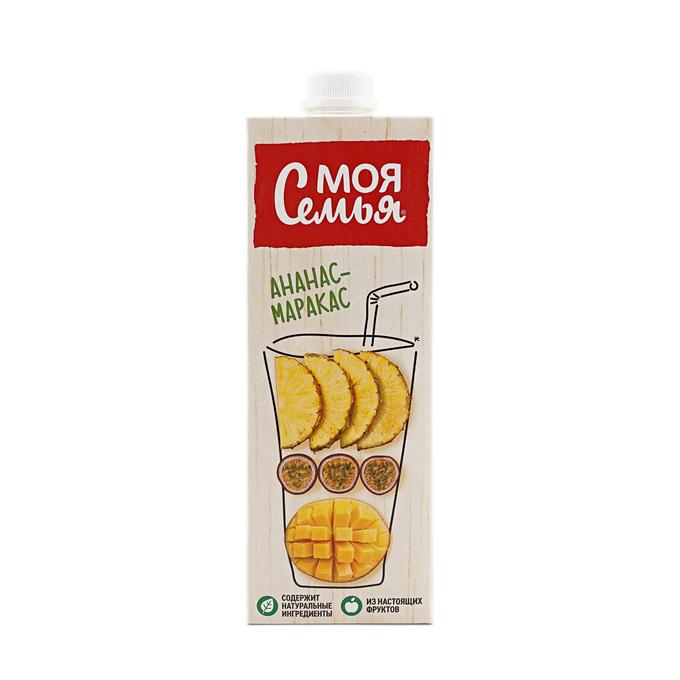 МОЯ
Семья®
АНАНАС-
МАРАКАС
*
СОДЕРЖИТ
НАТУРАЛЬНЫЕ
ИНГРЕДИЕНТЫ
ИЗ НАСТОЯЩИХ
ФРУКТОВ